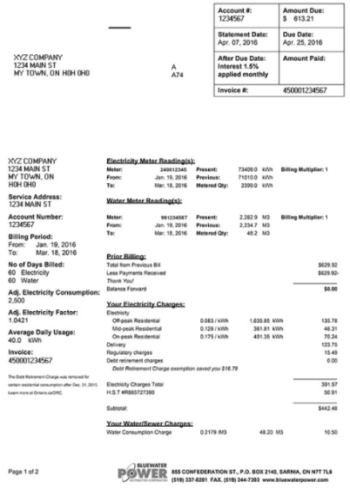 Account #:
1234567
Amount Due:
$ 613.21
Statement Date:
Apr. 07, 2016
Due Date:
Apr. 25, 2016
After Due Date:
Interest 1.5%
applied monthly
Amount Paid:
Invoice #: 450001234567
XYZ COMPANY
1234 MAIN ST
MY TOWN, ON H0H 0H0
A
A74
XYZ COMPANY
1234 MAIN ST
MY TOWN, ON
H0H 0H0
Service Address:
1234 MAIN ST
Account Number:
1234567
Billing Period:
From: Jan. 19, 2016
To: Mar. 18, 2016
No of Days Billed:
60 Electricity
60 Water
Adj. Electricity Consumption:
2,500
Adj. Electricity Factor:
1.0421
Average Daily Usage:
40.0 kWh
Invoice:
450001234567
The Debt Retirement Charge was removed for
certain residential consumption after Dec. 31, 2015.
Electricity Meter Reading(s):
Meter: Present: 73409.0 kWh Billing Multiplier: 1
From: Jan. 19, 2016 Previous: 71010.0 kWh
To: Mar. 18, 2016 Metered Qty: 2399.0 kWh
Water Meter Reading(s):
Meter: 991234567 Present: 2,282.9 M3 Billing Multiplier: 1
From: Jan. 19, 2016 Previous: 2,234.7 M3
To: Mar. 18, 2016 Metered Qty: 48.2 M3
Prior Billing:
Total from Previous Bill $629.92
Less Payments Received $629.92-
Thank You!
Balance Forward $0.00
Your Electricity Charges:
Electricity
Off-peak Residential 0.083 / kWh 135.76
Mid-peak Residential 0.128 / kWh 361.81 kWh 46.31
On-peak Residential 0.175 / kWh 401.35 kWh 70.24
Delivery 123.75
Regulatory charges 15.49
Debt retirement charges 0.00
Debt Retirement Charge exemption saved you $16.79
Electricity Charges Total 391.57
H.S.T 50.91
Subtotal: $442.48
Your Water/Sewer Charges:
Water Consumption Charge 0.2179 /M3 48.20 M3 10.50
Page 1 of 2
BLUEWATER
POWER
855 CONFEDERATION ST., P.O. BOX 2140, SARNIA, ON N7T 7L6
(519) 337-8201 FAX. (519) 344-7303 www.bluewaterpower.com